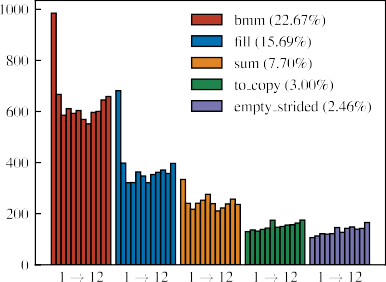 1000
800
600
400
200
0
bmm (22.67%)
fill (15.69%)
sum (7.70%)
to_copy (3.00%)
empty_strided (2.46%)
1 → 12 1 → 12 1 → 12 1 → 12 1 → 12